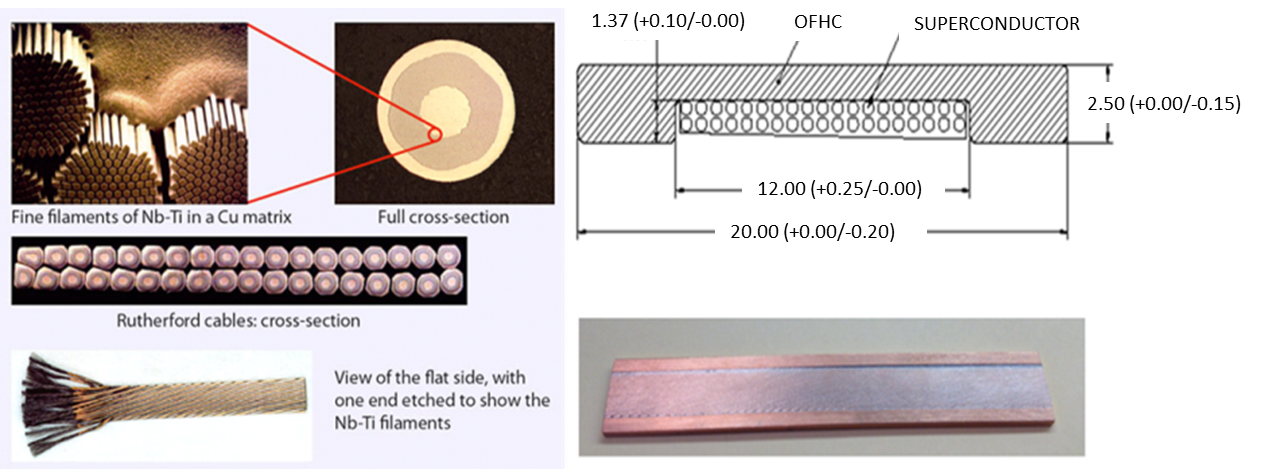 Fine filaments of Nb-Ti in a Cu matrix
Full cross-section
Rutherford cables: cross-section
View of the flat side, with
one end etched to show the
Nb-Ti filaments
1.37 (+0.10/-0.00)
OFHC
SUPERCONDUCTOR
2.50 (+0.00/-0.15)
12.00 (+0.25/-0.00)
20.00 (+0.00/-0.20)